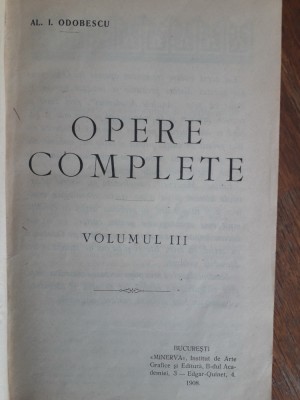 AL. I. ODOBESCU
OPERE
COMPLETE
VOLUMUL III
BUCUREȘTI
«MINERVA», Institut de Arte
Grafice și Editură, B-dul Aca-
demiei, 3 — Edgar-Quinet, 4.
1908.